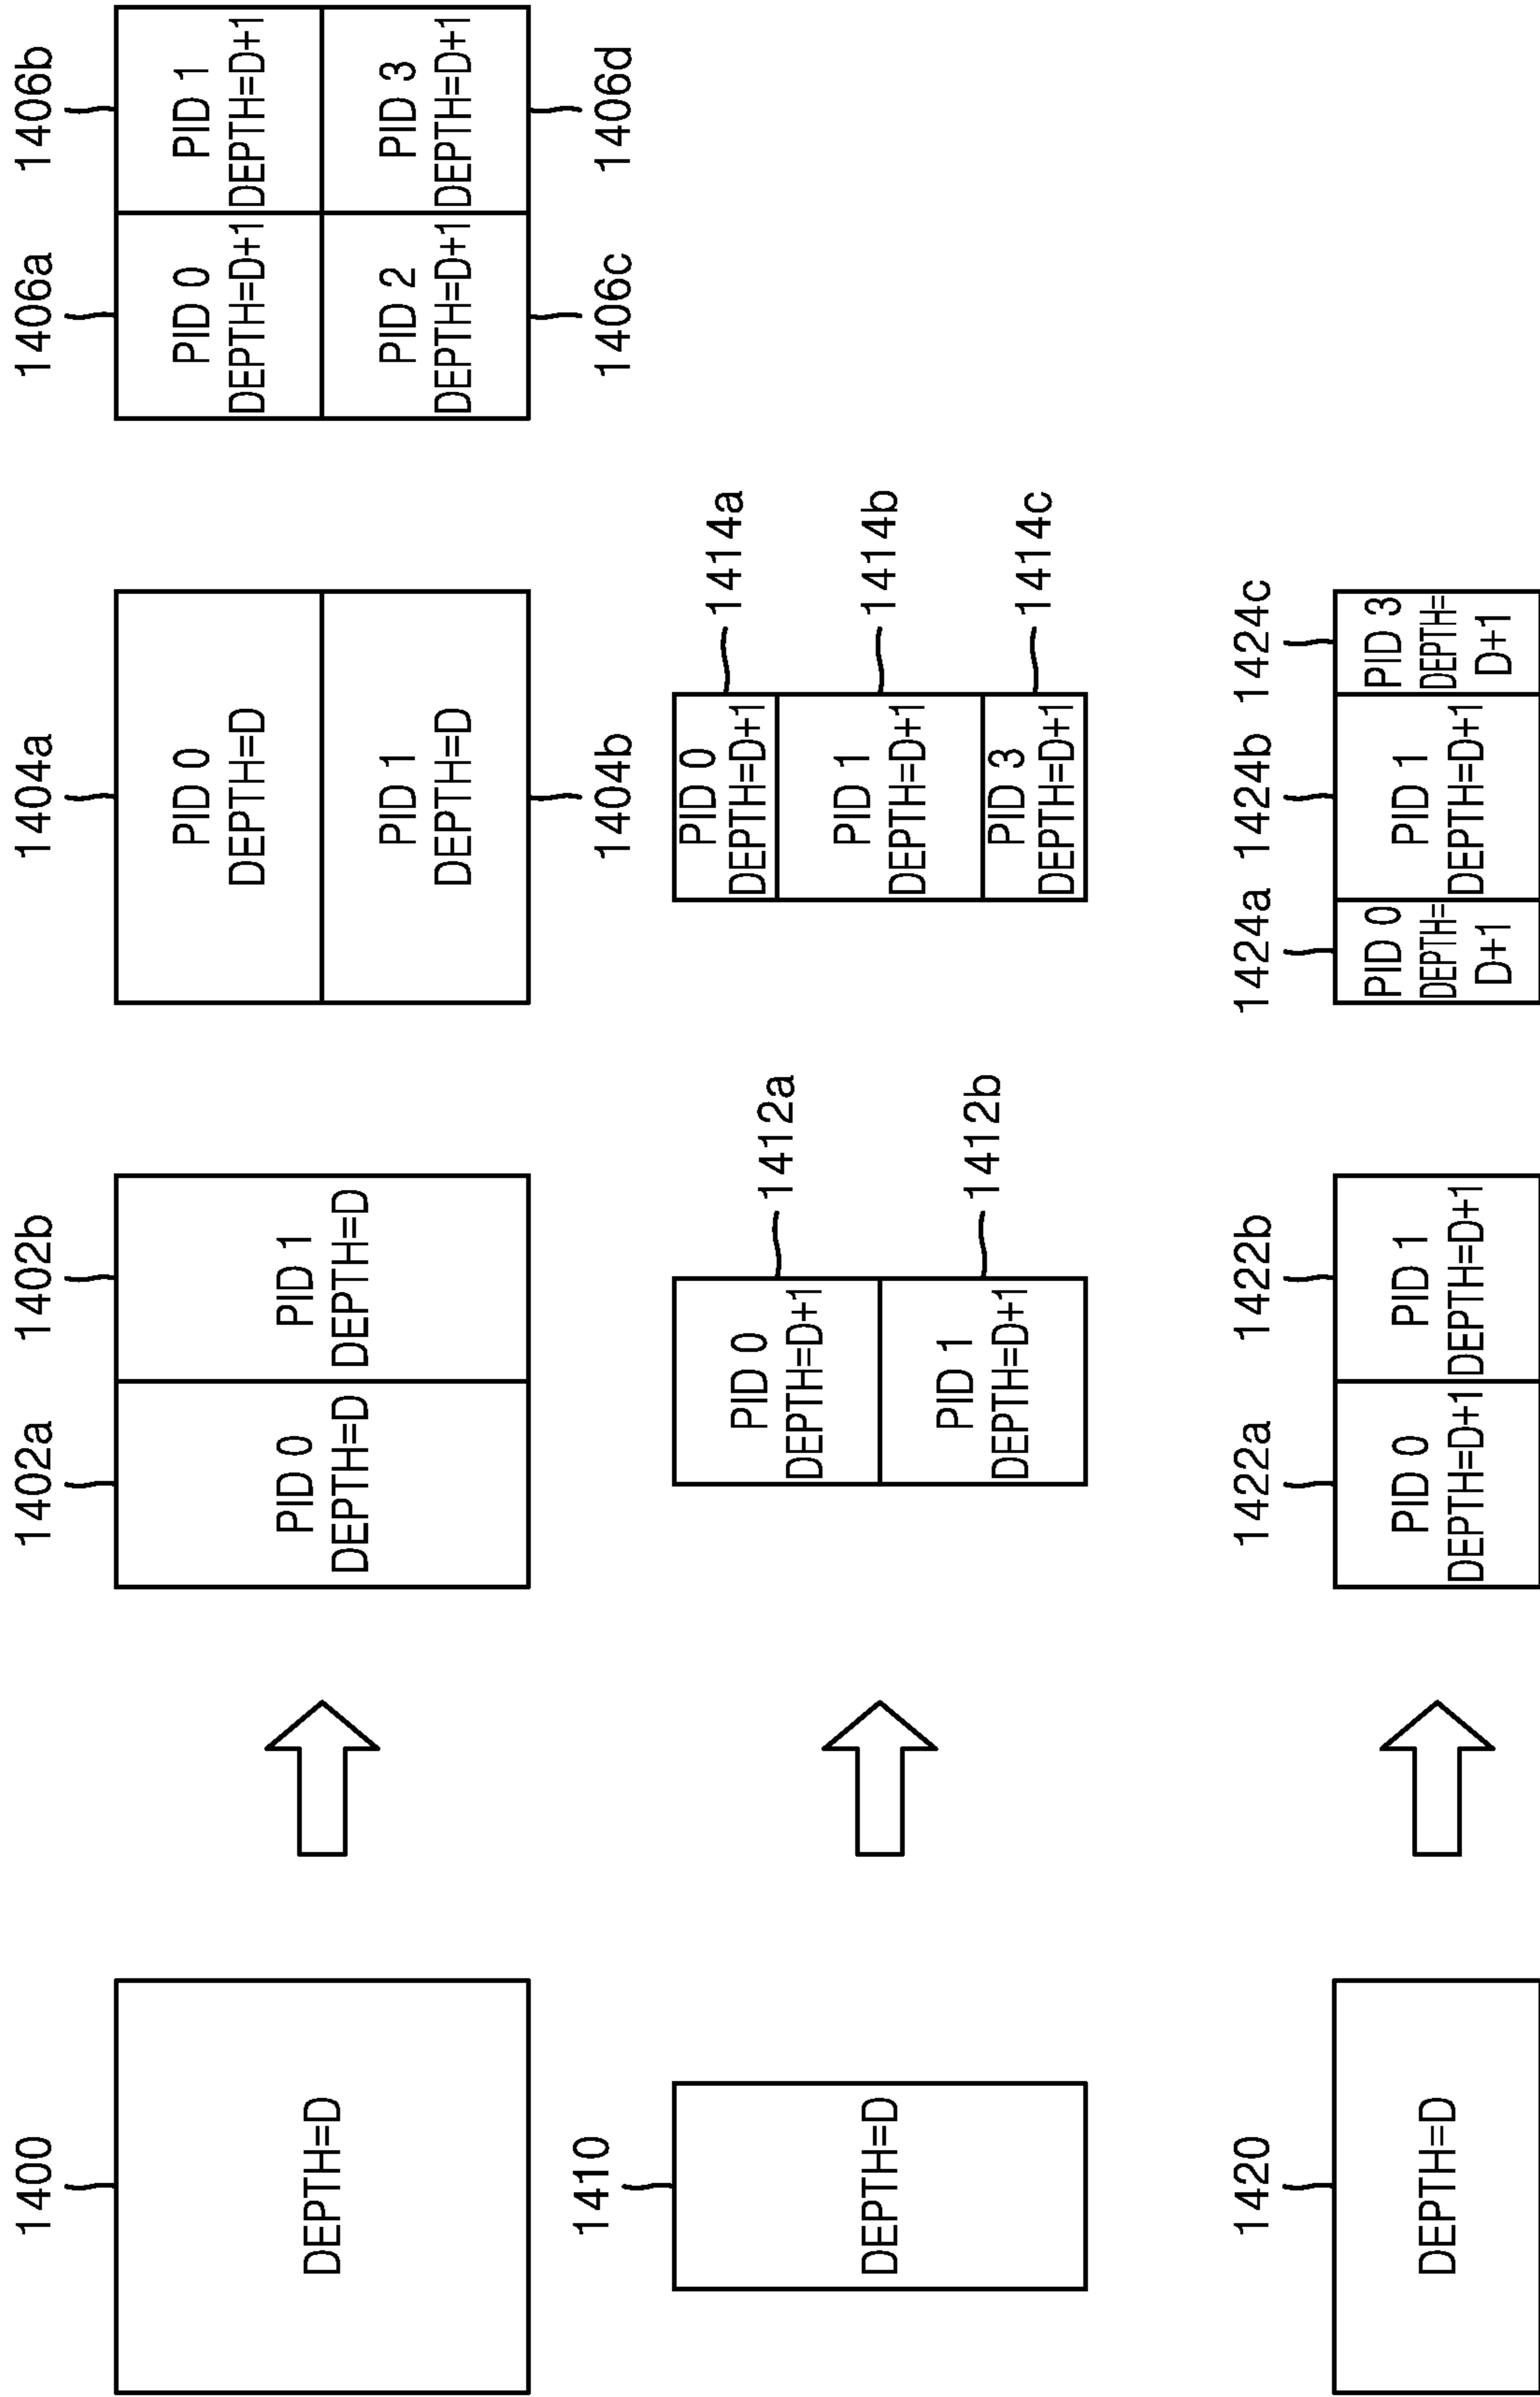 1400
DEPTH=D
1402a
1402b
PID 0
DEPTH=D
PID 1
DEPTH=D
1404a
PID 0
DEPTH=D
PID 1
DEPTH=D
1404b
1406a
1406b
PID 0
DEPTH=D+1
PID 1
DEPTH=D+1
PID 2
DEPTH=D+1
PID 3
DEPTH=D+1
1406c
1406d
1410
DEPTH=D
PID 0
DEPTH=D+1
1412a
PID 1
DEPTH=D+1
1412b
PID 0
DEPTH=D+1
1414a
PID 1
DEPTH=D+1
1414b
PID 3
DEPTH=D+1
1414c
1420
DEPTH=D
1422a
1422b
PID 0
DEPTH=D+1
PID 1
DEPTH=D+1
1424a
1424b
1424c
PID 0
DEPTH=
D+1
PID 1
DEPTH=D+1
PID 3
DEPTH=
D+1